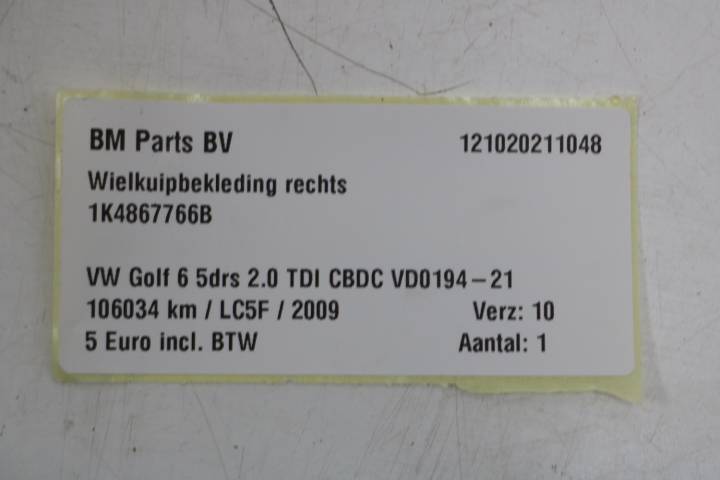 BM Parts BV 121020211048
Wielkuipbekleding rechts
1K4867766B
VW Golf 6 5drs 2.0 TDI CBDC VD0194-21
106034 km / LC5F / 2009 Verz: 10
5 Euro incl. BTW Aantal: 1